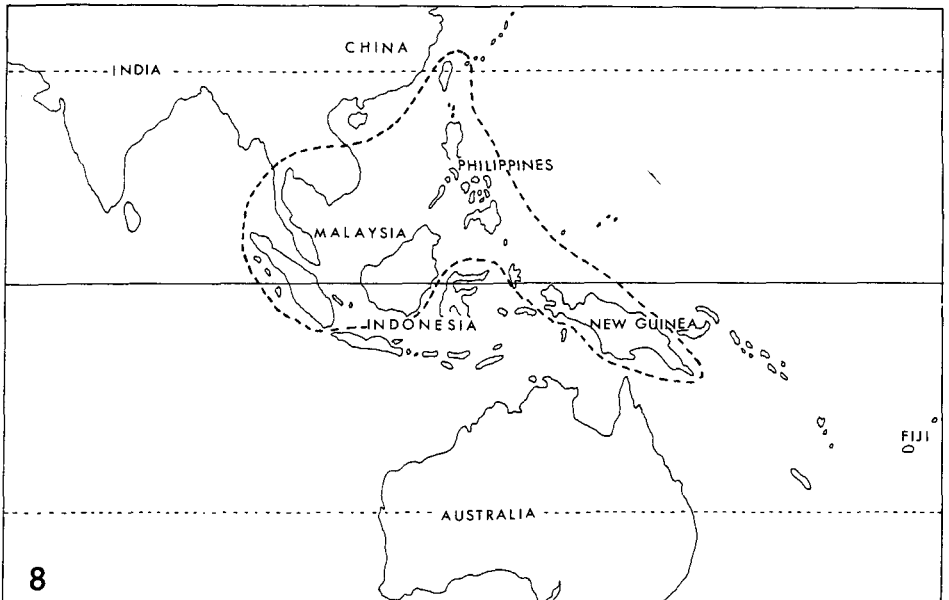 CHINA
INDIA
PHILIPPINES
MALAYSIA
INDONESIA
NEW GUINEA
FIJI
AUSTRALIA
8